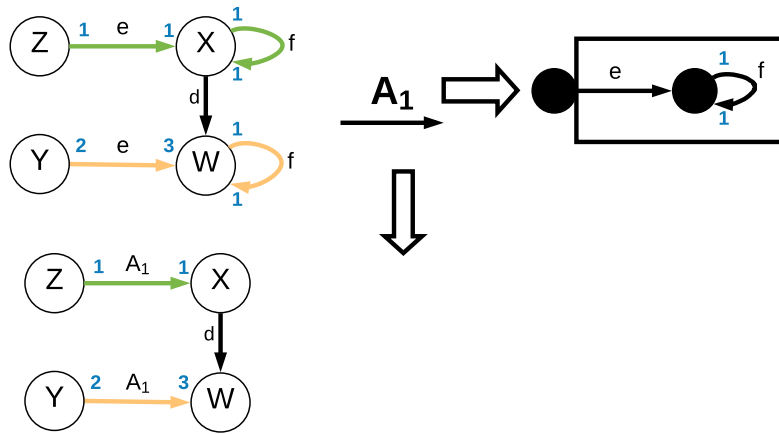 1 e 1 X 1 f
Z
1
d
A₁
e 1 f
1
Y 2 e 3 W 1 f
1
Z 1 A₁ 1 X
d
Y 2 A₁ 3 W